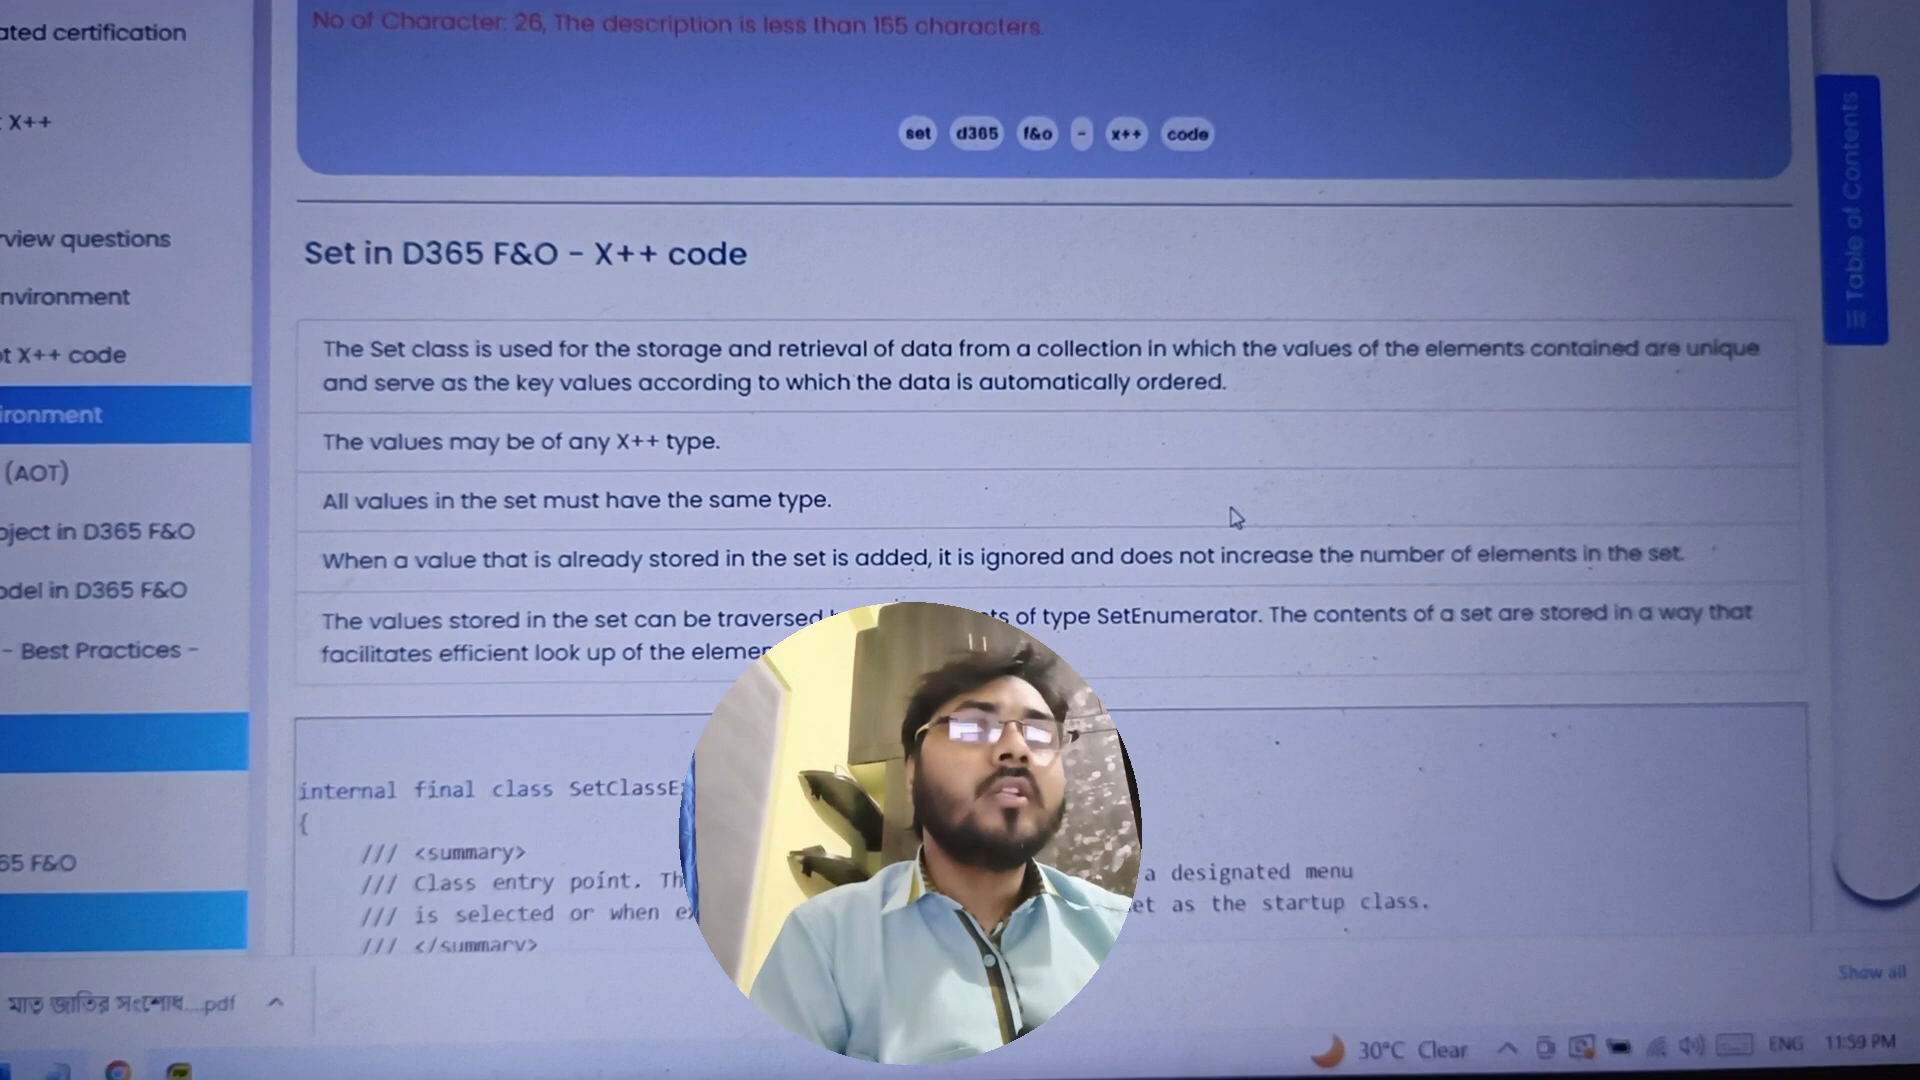 ated certification
X++
view questions
nvironment
ot X++ code
ironment
(AOT)
oject in D365 F&O
odel in D365 F&O
- Best Practices -
65 F&O
No of Character: 26, The description is less than 155 characters.
set d365 f&o - x++ code
Table of Contents
Set in D365 F&O - X++ code
The Set class is used for the storage and retrieval of data from a collection in which the values of the elements contained are unique
and serve as the key values according to which the data is automatically ordered.
The values may be of any X++ type.
All values in the set must have the same type.
When a value that is already stored in the set is added, it is ignored and does not increase the number of elements in the set.
The values stored in the set can be traversed ts of type SetEnumerator. The contents of a set are stored in a way that
facilitates efficient look up of the elemen
internal final class SetClassE
{
/// <summary>
/// Class entry point. Th a designated menu
/// is selected or when ex et as the startup class.
/// </summary>
Show all
মাতৃ জাতির সংশোধ....pdf
30°C Clear ENG 11:59 PM